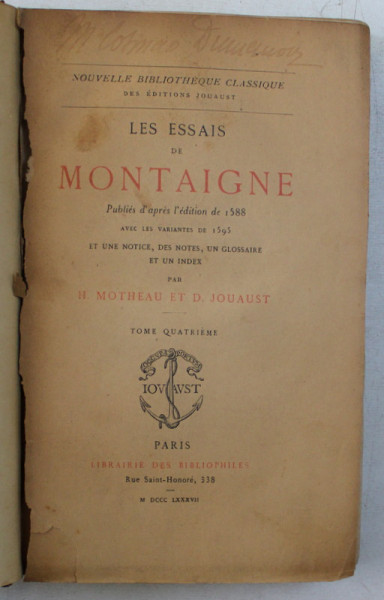 NOUVELLE BIBLIOTHÈQUE CLASSIQUE
DES ÉDITIONS JOUAUST
LES ESSAIS
DE
MONTAIGNE
Publiés d'après l'édition de 1588
AVEC LES VARIANTES DE 1595
ET UNE NOTICE, DES NOTES, UN GLOSSAIRE
ET UN INDEX
PAR
H. MOTHEAU ET D. JOUAUST
TOME QUATRIÈME
IOVAVST
PARIS
LIBRAIRIE DES BIBLIOPHILES
Rue Saint-Honoré, 338
M DCCC LXXXVII